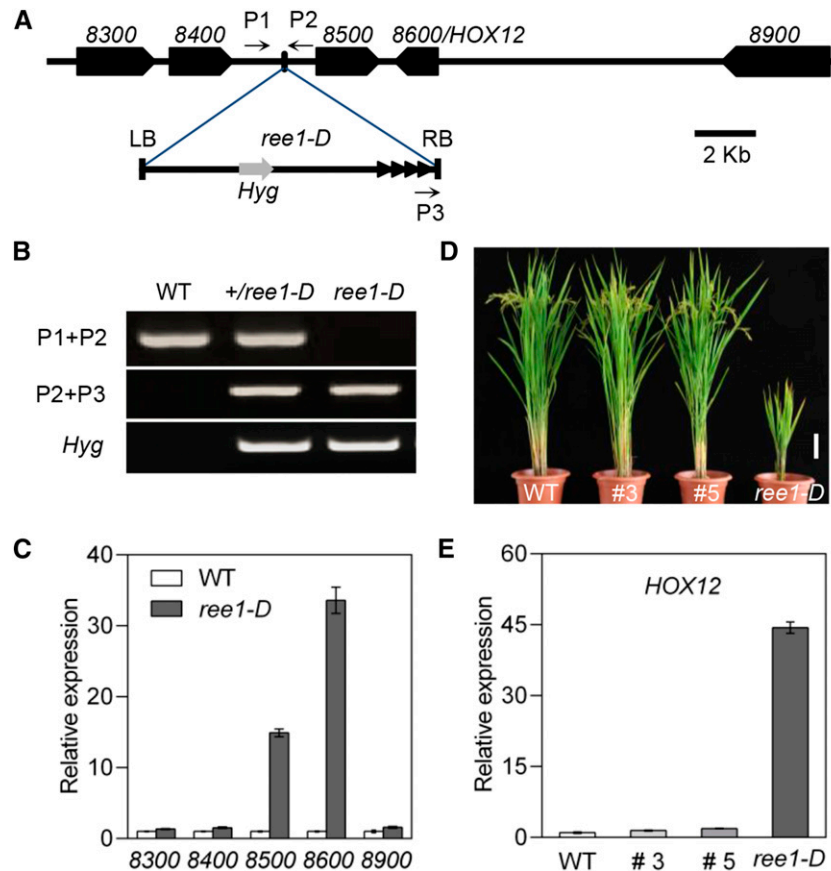 A
P1 P2
8300 8400 8500 8600/HOX12 8900
LB ree1-D RB
Hyg
P3
2 Kb
B
WT +/ree1-D ree1-D
P1+P2
P2+P3
Hyg
D
WT #3 #5 ree1-D
C
Relative expression
40
30
20
10
0
WT
ree1-D
8300 8400 8500 8600 8900
E
Relative expression
60
45
30
15
0
HOX12
WT # 3 # 5 ree1-D